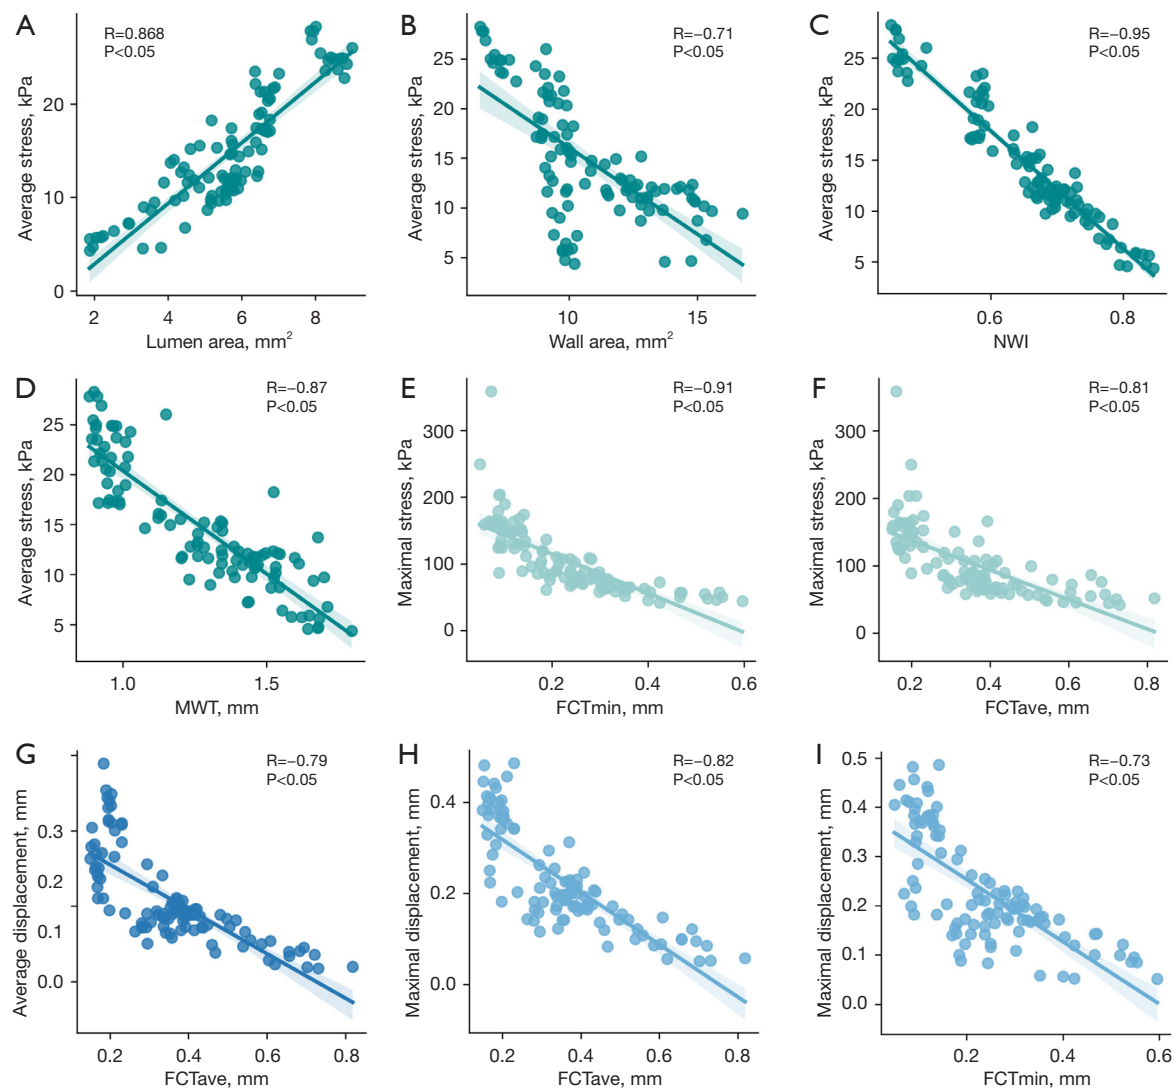 A
R=0.868
P<0.05
Average stress, kPa
20
10
0
2 4 6 8
Lumen area, mm²
B
R=−0.71
P<0.05
Average stress, kPa
25
20
15
10
5
10 15
Wall area, mm²
C
R=−0.95
P<0.05
Average stress, kPa
25
20
15
10
5
0.6 0.8
NWI
D
R=−0.87
P<0.05
Average stress, kPa
25
20
15
10
5
1.0 1.5
MWT, mm
E
R=−0.91
P<0.05
Maximal stress, kPa
300
200
100
0
0.2 0.4 0.6
FCTmin, mm
F
R=−0.81
P<0.05
Maximal stress, kPa
300
200
100
0
0.2 0.4 0.6 0.8
FCTave, mm
G
R=−0.79
P<0.05
Average displacement, mm
0.3
0.2
0.1
0.0
0.2 0.4 0.6 0.8
FCTave, mm
H
R=−0.82
P<0.05
Maximal displacement, mm
0.4
0.2
0.0
0.2 0.4 0.6 0.8
FCTave, mm
I
R=−0.73
P<0.05
Maximal displacement, mm
0.5
0.4
0.3
0.2
0.1
0.0
0.2 0.4 0.6
FCTmin, mm